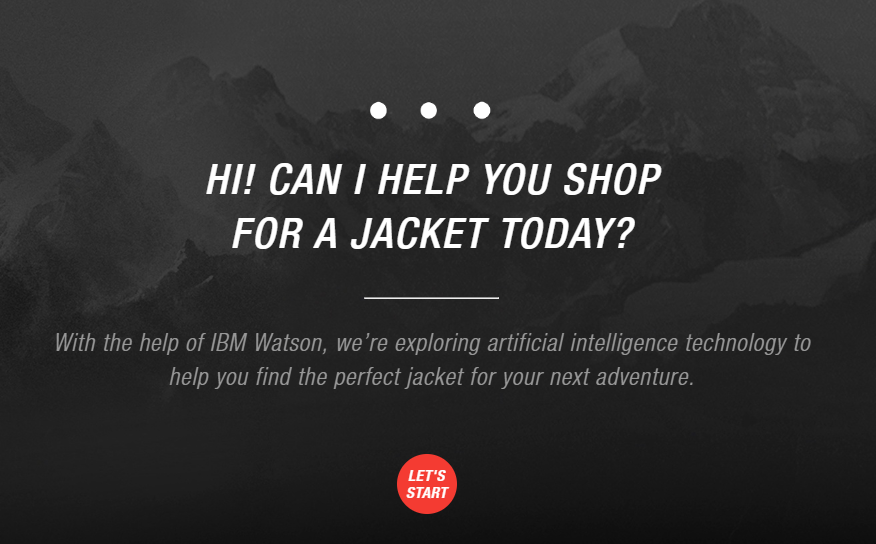 HI! CAN I HELP YOU SHOP
FOR A JACKET TODAY?
With the help of IBM Watson, we’re exploring artificial intelligence technology to
help you find the perfect jacket for your next adventure.
LET'S
START